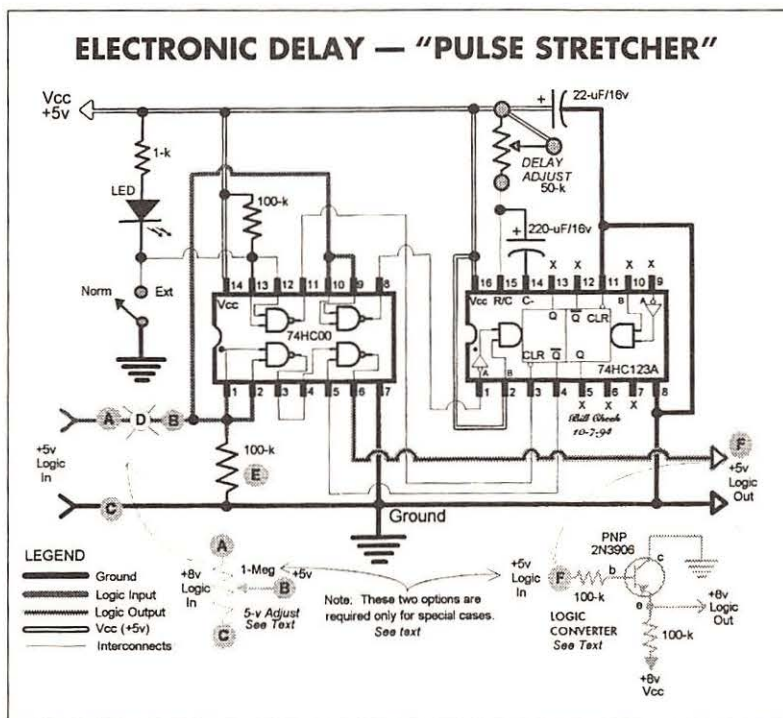 ELECTRONIC DELAY — “PULSE STRETCHER”
Vcc
+5v
+
22-uF/16v
1-k
LED
100-k
DELAY
ADJUST
50-k
+
220-uF/16v
Norm
Ext
14 13 12 11 10 9 8
Vcc
74HC00
1 2 3 4 5 6 7
X X X X
16 15 14 13 12 11 10 9
Vcc R/C C-
Q Q CLR B A
CLR Q Q
A B
74HC123A
1 2 3 4 5 6 7 8
X X X
Bill Cheek
10-7-94
A D B
+5v
Logic
In
100-k
E
C
F
+5v
Logic
Out
Ground
LEGEND
Ground
Logic Input
Logic Output
Vcc (+5v)
Interconnects
A
1-Meg
+8v
Logic
In
B
+5v
5-v Adjust
See Text
C
Note: These two options are
required only for special cases.
See text
+5v
Logic
In
F
100-k
PNP
2N3906
b
c
e
+8v
Logic
Out
LOGIC
CONVERTER
See Text
100-k
+8v
Vcc